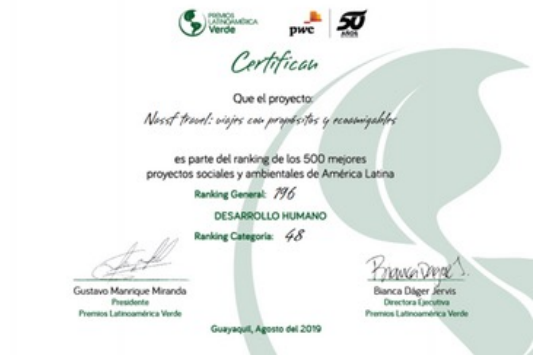 PREMIOS
LATINOAMÉRICA
Verde
pwc
50
AÑOS
Certifican
Que el proyecto:
Nossf travel: viajes con propósitos y ecoamigables
es parte del ranking de los 500 mejores
proyectos sociales y ambientales de América Latina
Ranking General: 196
DESARROLLO HUMANO
Ranking Categoría: 48
Gustavo Manrique Miranda
Presidente
Premios Latinoamérica Verde
Bianca Dáger J.
Bianca Dáger Jervis
Directora Ejecutiva
Premios Latinoamérica Verde
Guayaquil, Agosto del 2019